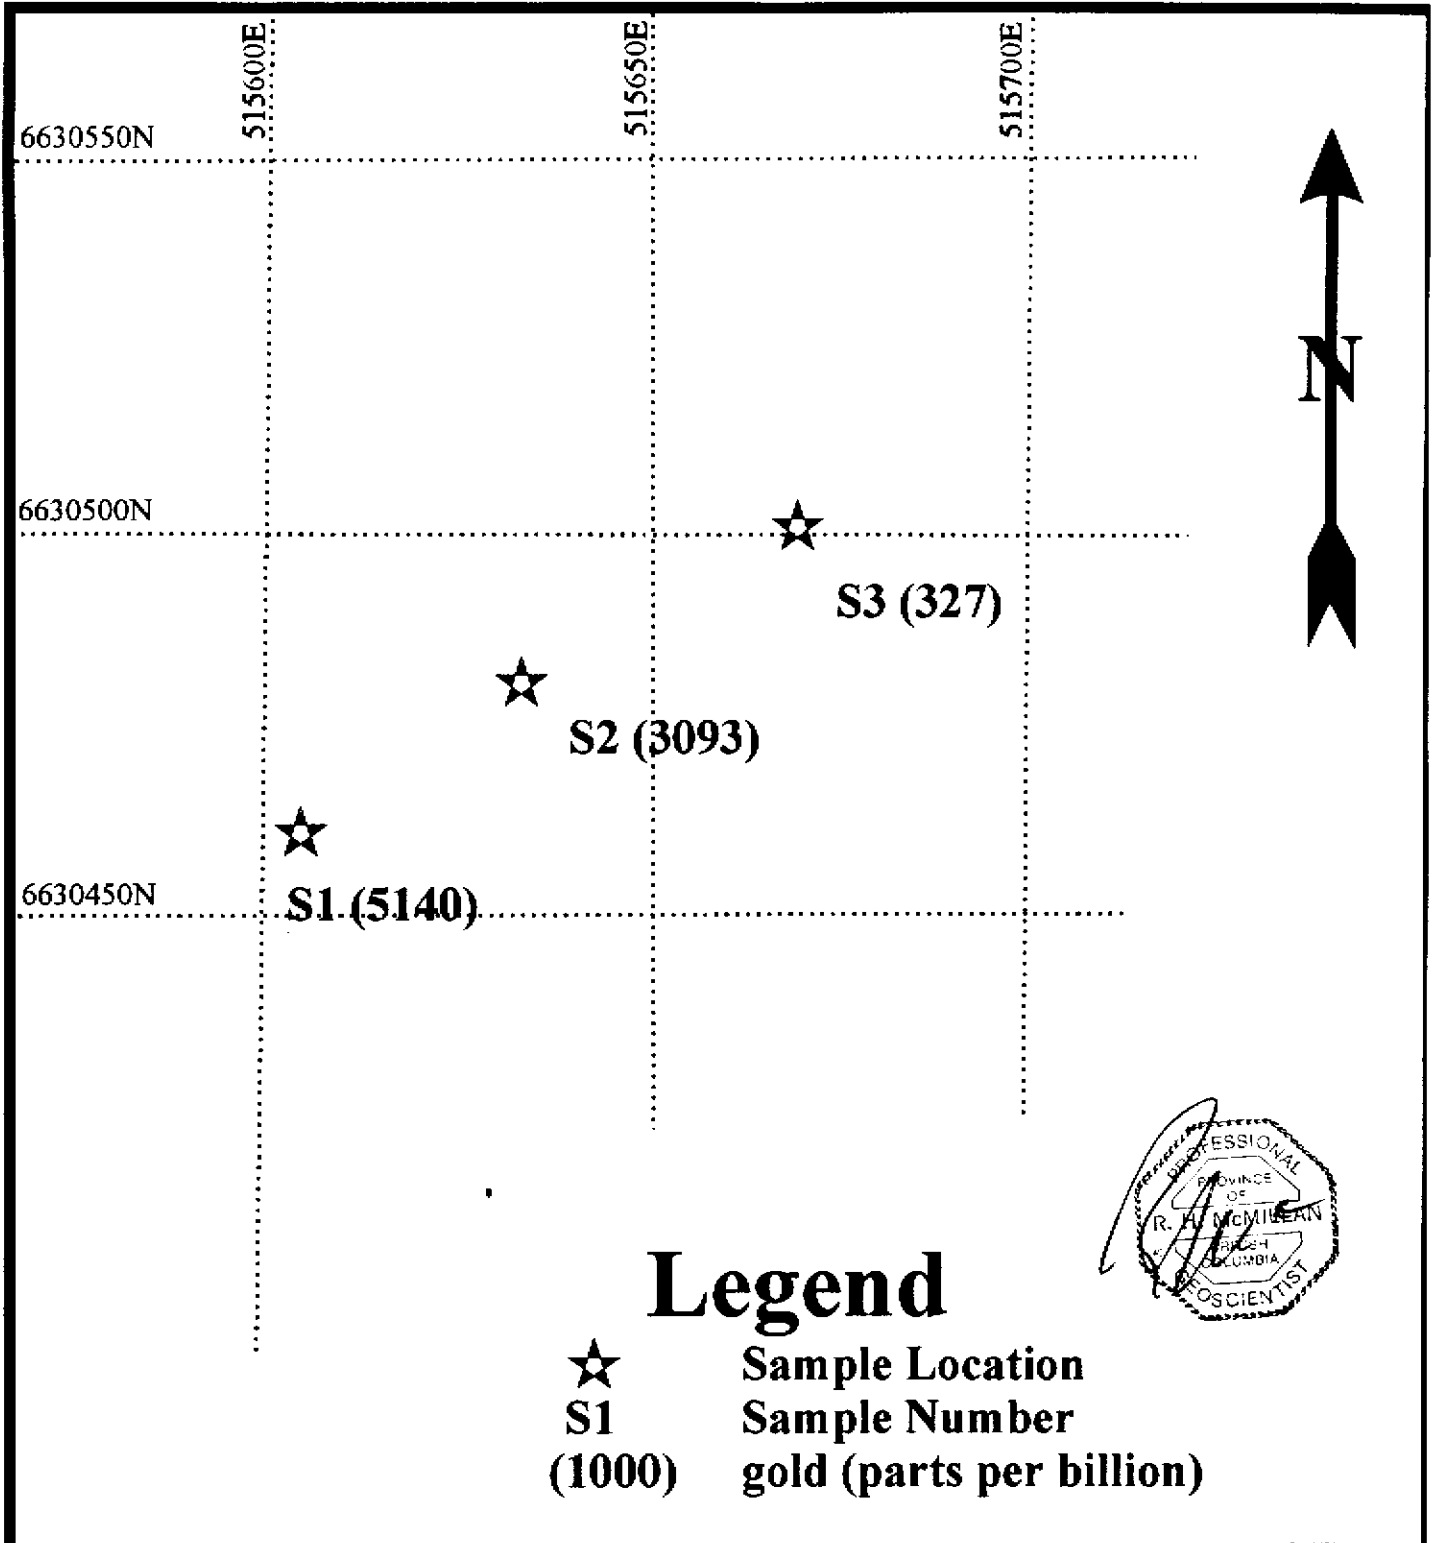 515600E
515650E
515700E
6630550N
N
6630500N
S3 (327)
S2 (3093)
6630450N
S1 (5140)
PROFESSIONAL
PROVINCE
OF
R. H. McMILLAN
BRITISH
COLUMBIA
GEOSCIENTIST
Legend
Sample Location
S1 Sample Number
(1000) gold (parts per billion)